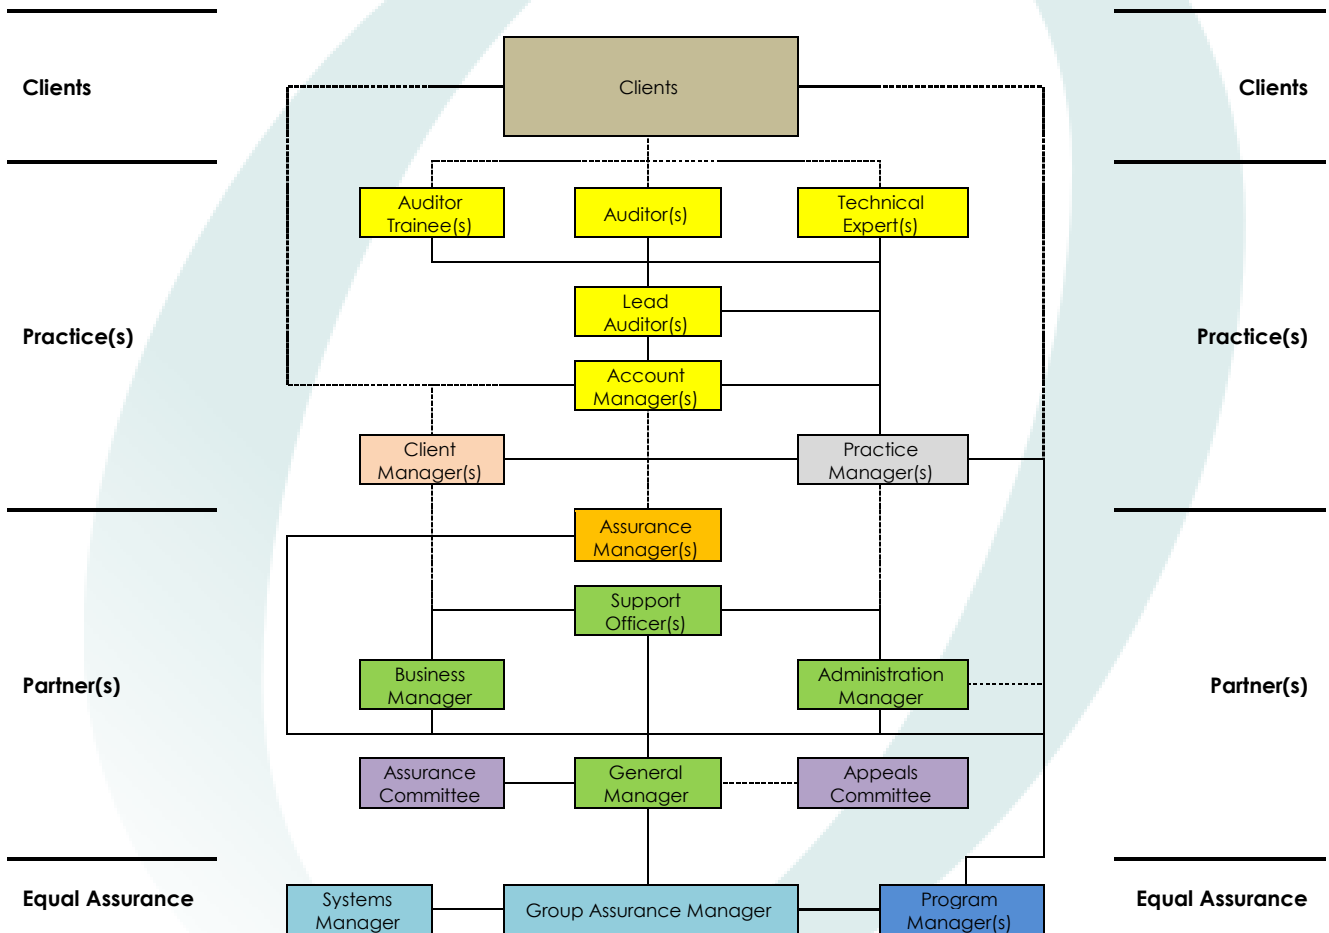 Clients
Clients
Clients
Auditor
Trainee(s)
Auditor(s)
Technical
Expert(s)
Lead
Auditor(s)
Practice(s)
Practice(s)
Account
Manager(s)
Client
Manager(s)
Practice
Manager(s)
Assurance
Manager(s)
Support
Officer(s)
Partner(s)
Business
Manager
Administration
Manager
Partner(s)
Assurance
Committee
General
Manager
Appeals
Committee
Equal Assurance
Systems
Manager
Group Assurance Manager
Program
Manager(s)
Equal Assurance